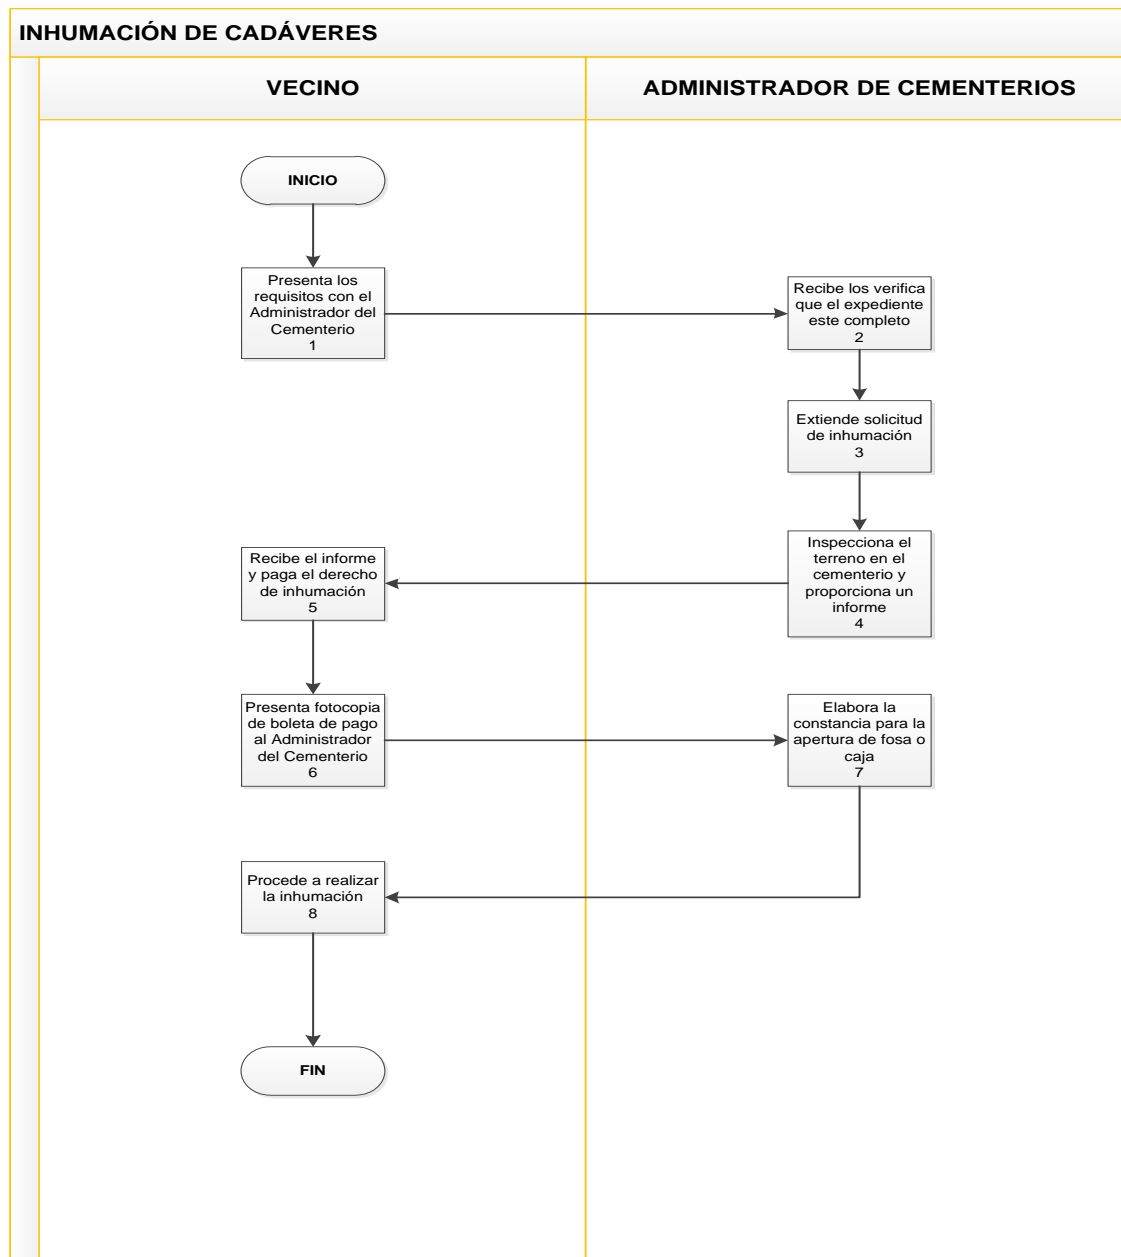 INHUMACIÓN DE CADÁVERES
VECINO
ADMINISTRADOR DE CEMENTERIOS
INICIO
Presenta los
requisitos con el
Administrador del
Cementerio
1
Recibe los verifica
que el expediente
este completo
2
Extiende solicitud
de inhumación
3
Inspecciona el
terreno en el
cementerio y
proporciona un
informe
4
Recibe el informe
y paga el derecho
de inhumación
5
Presenta fotocopia
de boleta de pago
al Administrador
del Cementerio
6
Elabora la
constancia para la
apertura de fosa o
caja
7
Procede a realizar
la inhumación
8
FIN